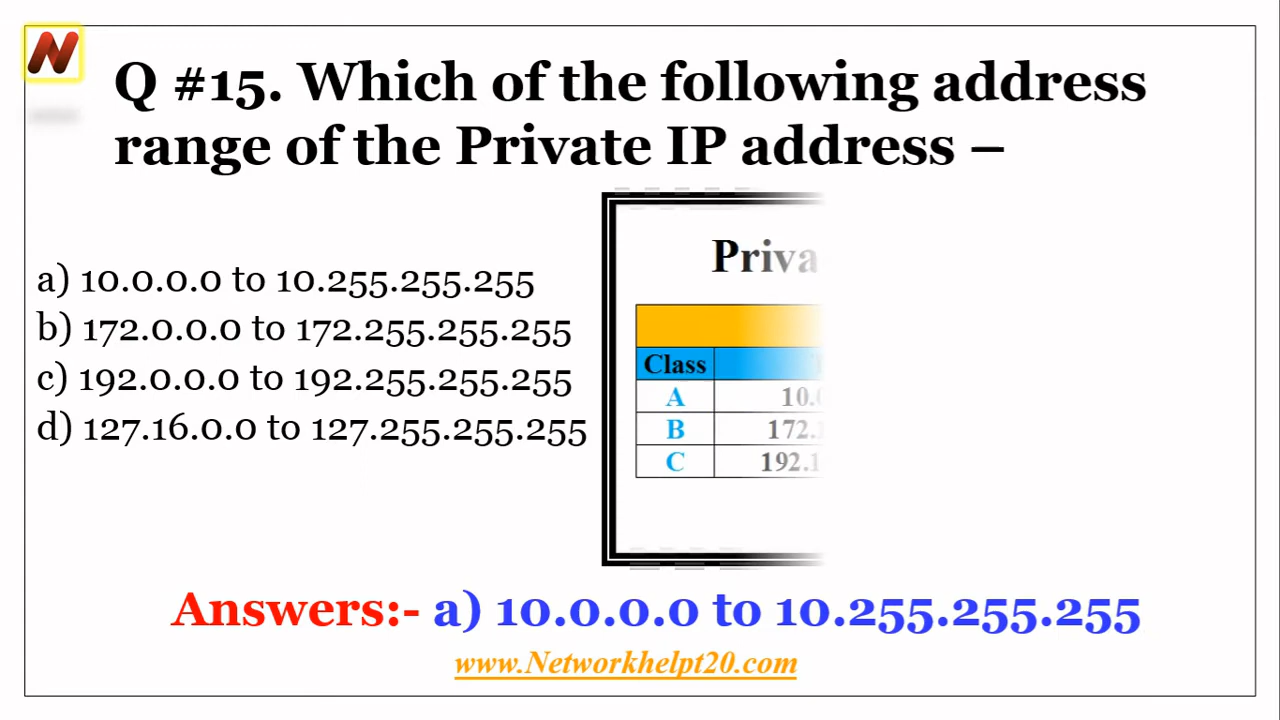 Q #15. Which of the following address
range of the Private IP address –
a) 10.0.0.0 to 10.255.255.255
b) 172.0.0.0 to 172.255.255.255
c) 192.0.0.0 to 192.255.255.255
d) 127.16.0.0 to 127.255.255.255
Class
A
B
172.
C
Answers:- a) 10.0.0.0 to 10.255.255.255
www.Networkhelpt20.com